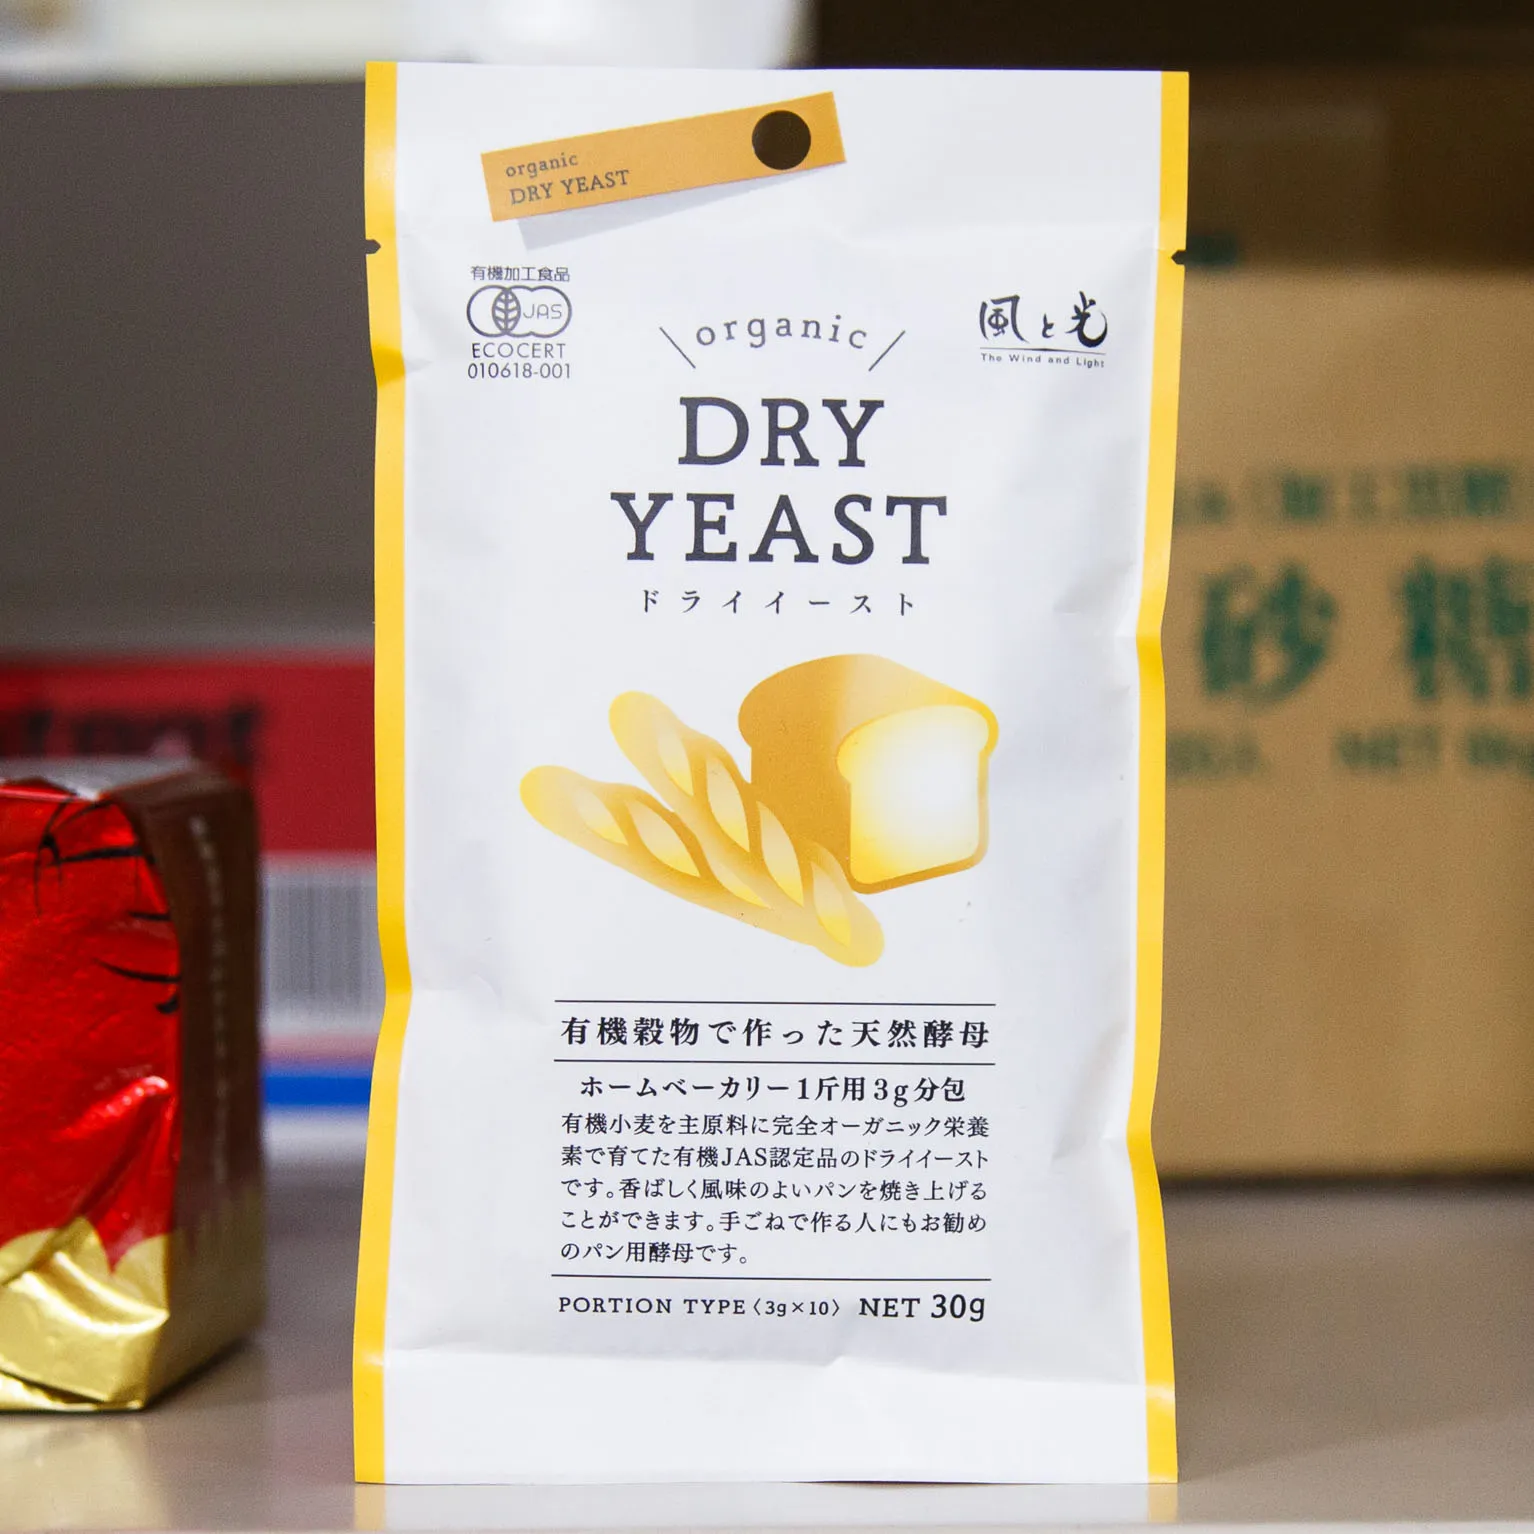 organic
DRY YEAST
有機加工食品
JAS
ECOCERT
010618-001
organic
風と光
The Wind and Light
DRY
YEAST
ドライイースト
有機穀物で作った天然酵母
ホームベーカリー1斤用3g分包
有機小麦を主原料に完全オーガニック栄養
素で育てた有機JAS認定品のドライイースト
です。香ばしく風味のよいパンを焼き上げる
ことができます。手ごねで作る人にもお勧め
のパン用酵母です。
PORTION TYPE〈3g×10〉 NET 30g
砂糖
NET